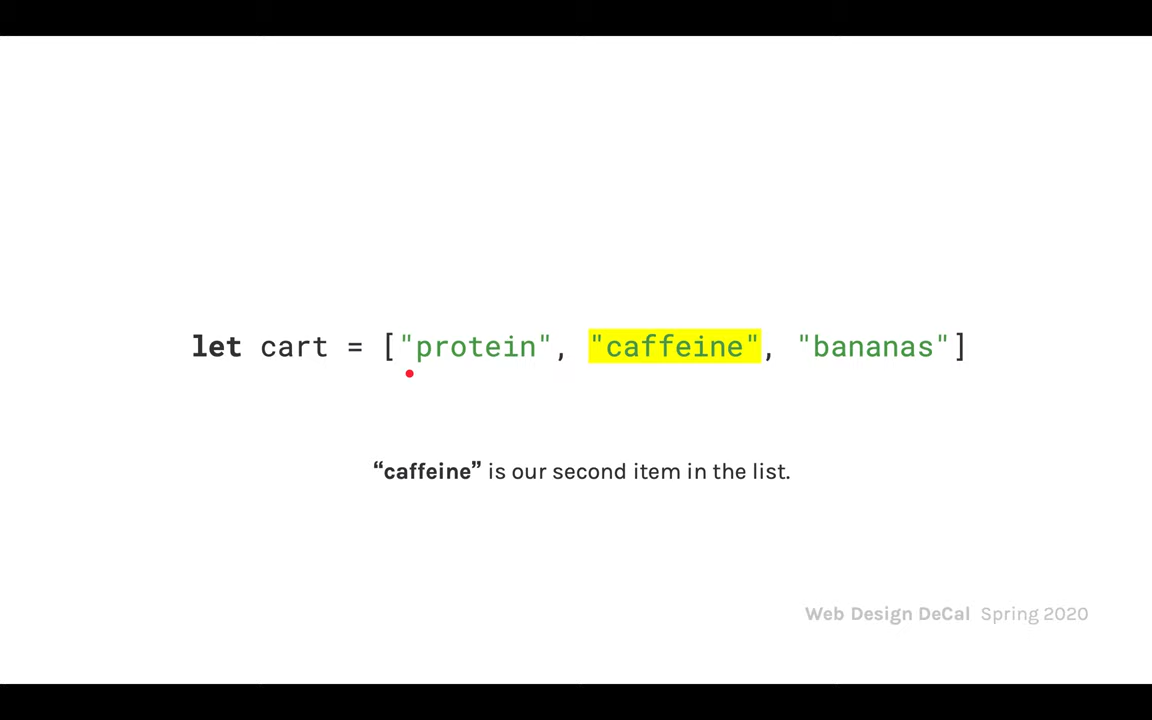 let cart = ["protein", "caffeine", "bananas"]
“caffeine” is our second item in the list.
Web Design DeCal Spring 2020